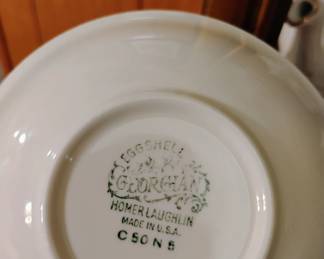 EGGSHELL
GEORGIAN
HOMER LAUGHLIN
MADE IN U.S.A.
C 50 N 5